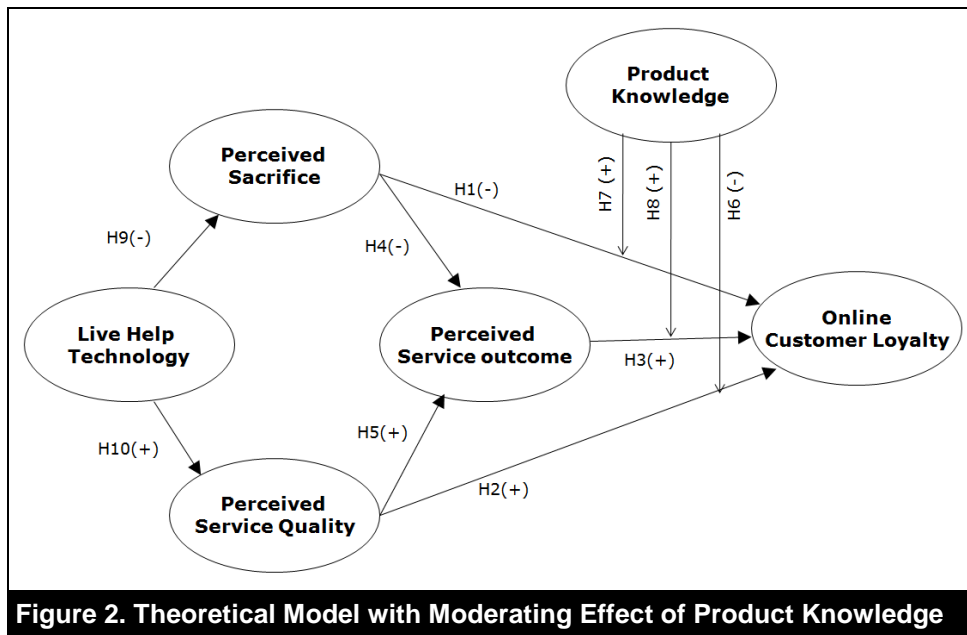 Product
Knowledge
Perceived
Sacrifice
H1(-)
H7 (+)
H8 (+)
H6 (-)
H9(-)
H4(-)
Live Help
Technology
Perceived
Service outcome
Online
Customer Loyalty
H3(+)
H10(+)
H5(+)
H2(+)
Perceived
Service Quality
Figure 2. Theoretical Model with Moderating Effect of Product Knowledge